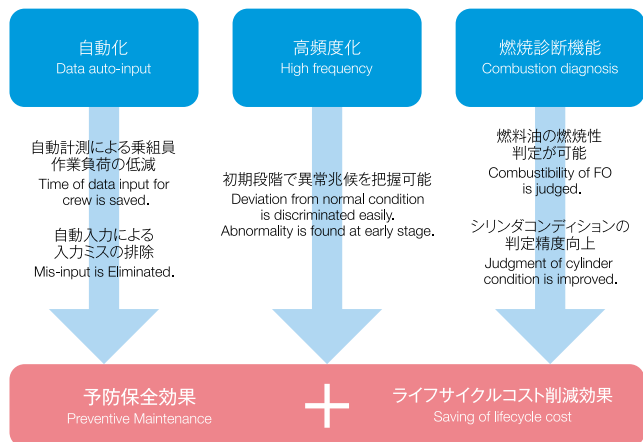 自動化
Data auto-input
高頻度化
High frequency
燃焼診断機能
Combustion diagnosis
自動計測による乗組員
作業負荷の低減
Time of data input for
crew is saved.
自動入力による
入力ミスの排除
Mis-input is Eliminated.
初期段階で異常兆候を把握可能
Deviation from normal condition
is discriminated easily.
Abnormality is found at early stage.
燃料油の燃焼性
判定が可能
Combustibility of FO
is judged.
シリンダコンディションの
判定精度向上
Judgment of cylinder
condition is improved.
予防保全効果
Preventive Maintenance
+
ライフサイクルコスト削減効果
Saving of lifecycle cost